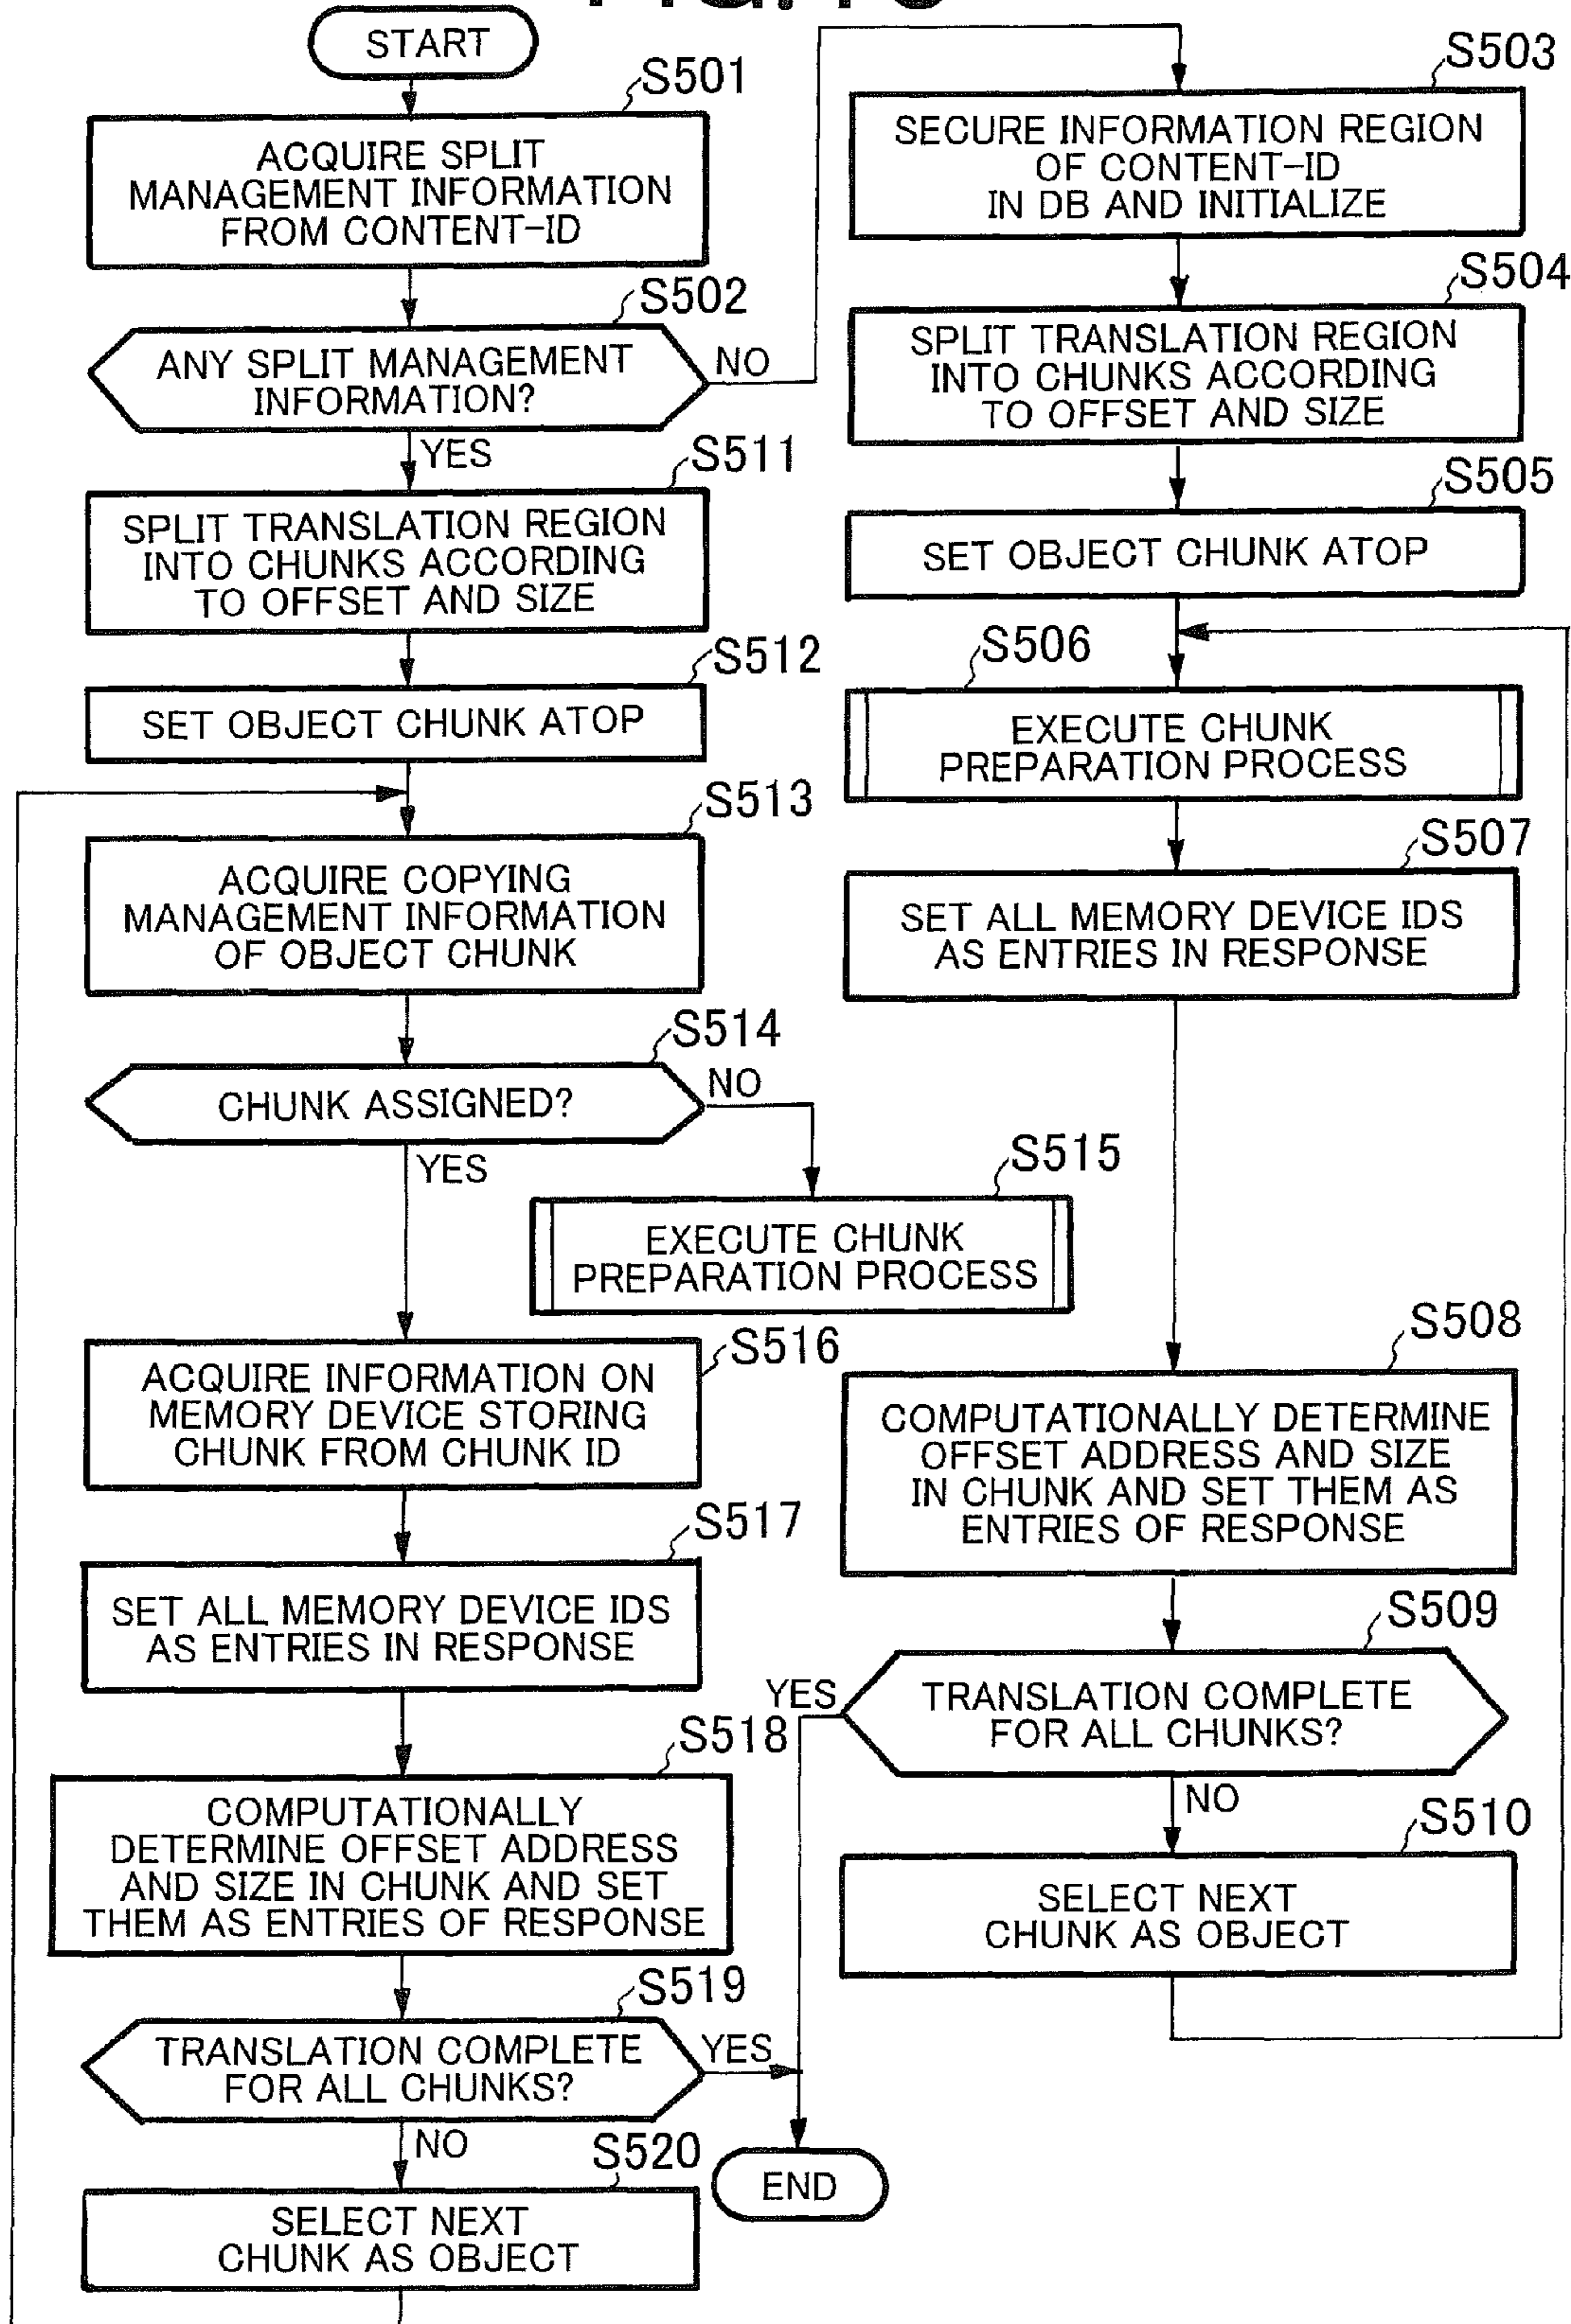 START
S501
ACQUIRE SPLIT
MANAGEMENT INFORMATION
FROM CONTENT-ID
S502
ANY SPLIT MANAGEMENT
INFORMATION?
NO
YES
S511
SPLIT TRANSLATION REGION
INTO CHUNKS ACCORDING
TO OFFSET AND SIZE
S512
SET OBJECT CHUNK ATOP
S513
ACQUIRE COPYING
MANAGEMENT INFORMATION
OF OBJECT CHUNK
S514
CHUNK ASSIGNED?
NO
YES
S515
EXECUTE CHUNK
PREPARATION PROCESS
S516
ACQUIRE INFORMATION ON
MEMORY DEVICE STORING
CHUNK FROM CHUNK ID
S517
SET ALL MEMORY DEVICE IDS
AS ENTRIES IN RESPONSE
S518
COMPUTATIONALLY
DETERMINE OFFSET ADDRESS
AND SIZE IN CHUNK AND SET
THEM AS ENTRIES OF RESPONSE
S519
TRANSLATION COMPLETE
FOR ALL CHUNKS?
YES
NO
S520
SELECT NEXT
CHUNK AS OBJECT
S503
SECURE INFORMATION REGION
OF CONTENT-ID
IN DB AND INITIALIZE
S504
SPLIT TRANSLATION REGION
INTO CHUNKS ACCORDING
TO OFFSET AND SIZE
S505
SET OBJECT CHUNK ATOP
S506
EXECUTE CHUNK
PREPARATION PROCESS
S507
SET ALL MEMORY DEVICE IDS
AS ENTRIES IN RESPONSE
S508
COMPUTATIONALLY DETERMINE
OFFSET ADDRESS AND SIZE
IN CHUNK AND SET THEM AS
ENTRIES OF RESPONSE
S509
TRANSLATION COMPLETE
FOR ALL CHUNKS?
YES
NO
S510
SELECT NEXT
CHUNK AS OBJECT
END